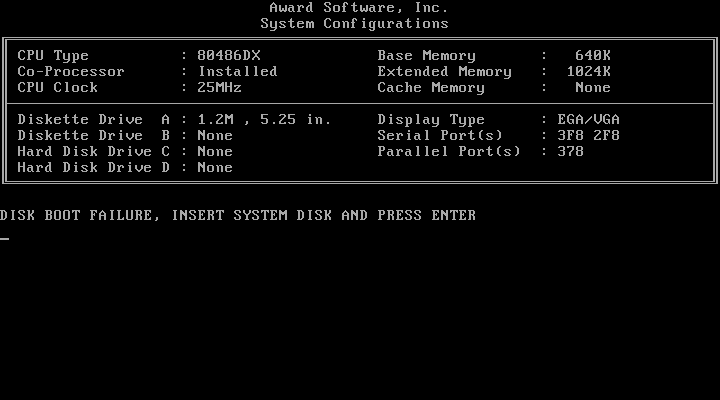 Award Software, Inc.
System Configurations
CPU Type : 80486DX Base Memory : 640K
Co-Processor : Installed Extended Memory : 1024K
CPU Clock : 25MHz Cache Memory : None
Diskette Drive A : 1.2M , 5.25 in. Display Type : EGA/VGA
Diskette Drive B : None Serial Port(s) : 3F8 2F8
Hard Disk Drive C : None Parallel Port(s) : 378
Hard Disk Drive D : None
DISK BOOT FAILURE, INSERT SYSTEM DISK AND PRESS ENTER
_